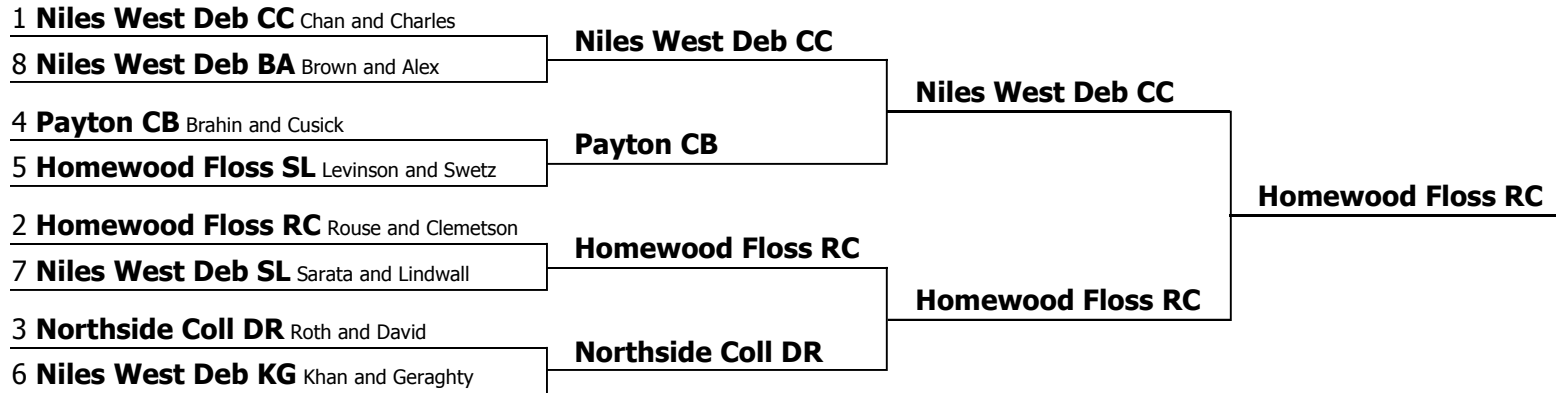 1 Niles West Deb CC Chan and Charles
8 Niles West Deb BA Brown and Alex
4 Payton CB Brahin and Cusick
5 Homewood Floss SL Levinson and Swetz
2 Homewood Floss RC Rouse and Clemetson
7 Niles West Deb SL Sarata and Lindwall
3 Northside Coll DR Roth and David
6 Niles West Deb KG Khan and Geraghty
Niles West Deb CC
Payton CB
Homewood Floss RC
Northside Coll DR
Niles West Deb CC
Homewood Floss RC
Homewood Floss RC